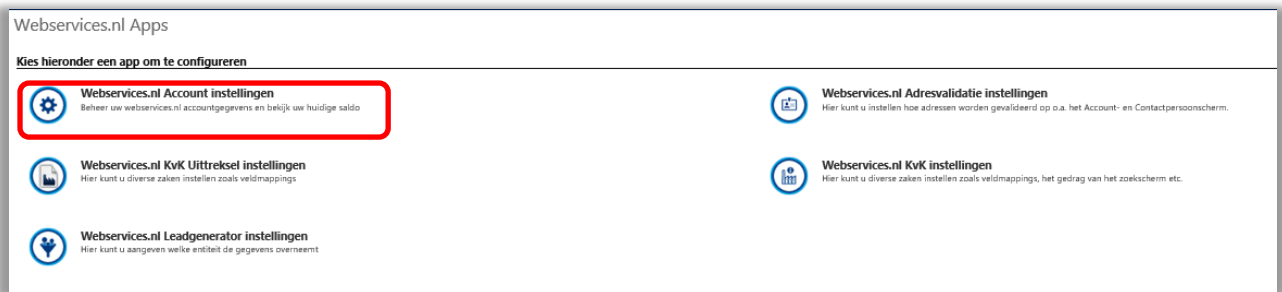 Webservices.nl Apps
Kies hieronder een app om te configureren
Webservices.nl Account instellingen
Beheer uw webservices.nl accountgegevens en bekijk uw huidige saldo
Webservices.nl Adresvalidatie instellingen
Hier kunt u instellen hoe adressen worden gevalideerd op o.a. het Account- en Contactpersoonscherm.
Webservices.nl KvK Uittreksel instellingen
Hier kunt u diverse zaken instellen zoals veldmappings
Webservices.nl KvK instellingen
Hier kunt u diverse zaken instellen zoals veldmappings, het gedrag van het zoekscherm etc.
Webservices.nl Leadgenerator instellingen
Hier kunt u aangeven welke entiteit de gegevens overneemt